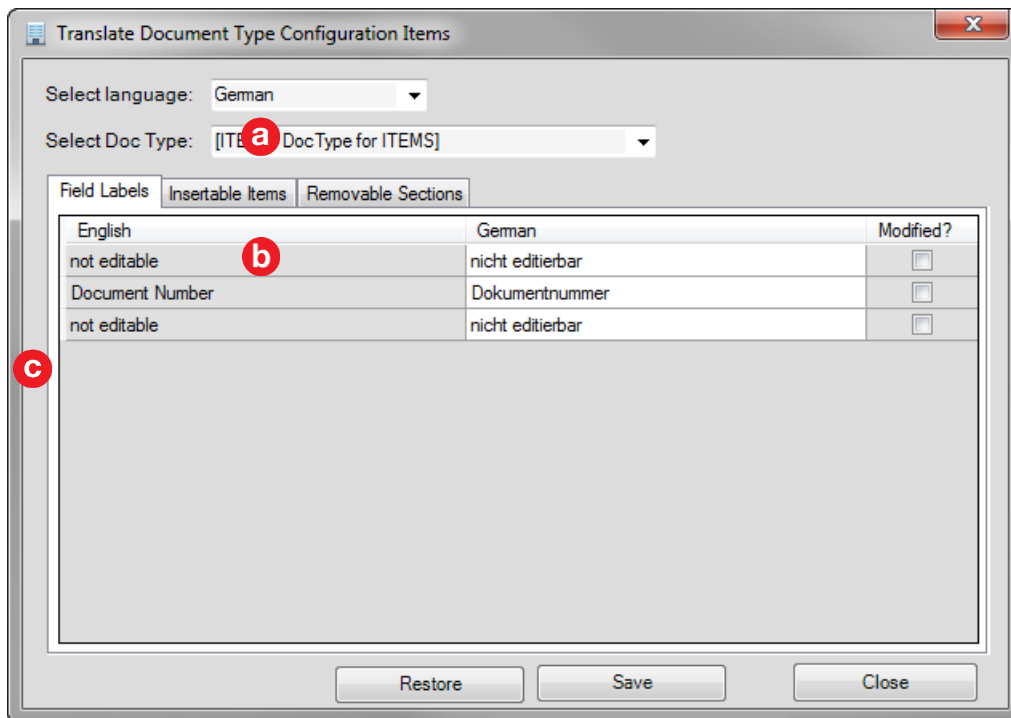 Translate Document Type Configuration Items
Select language: German
Select Doc Type: [ITE a DocType for ITEMS]
Field Labels Insertable Items Removable Sections
English German Modified?
not editable b nicht editierbar
Document Number Dokumentnummer
not editable nicht editierbar
c
Restore Save Close